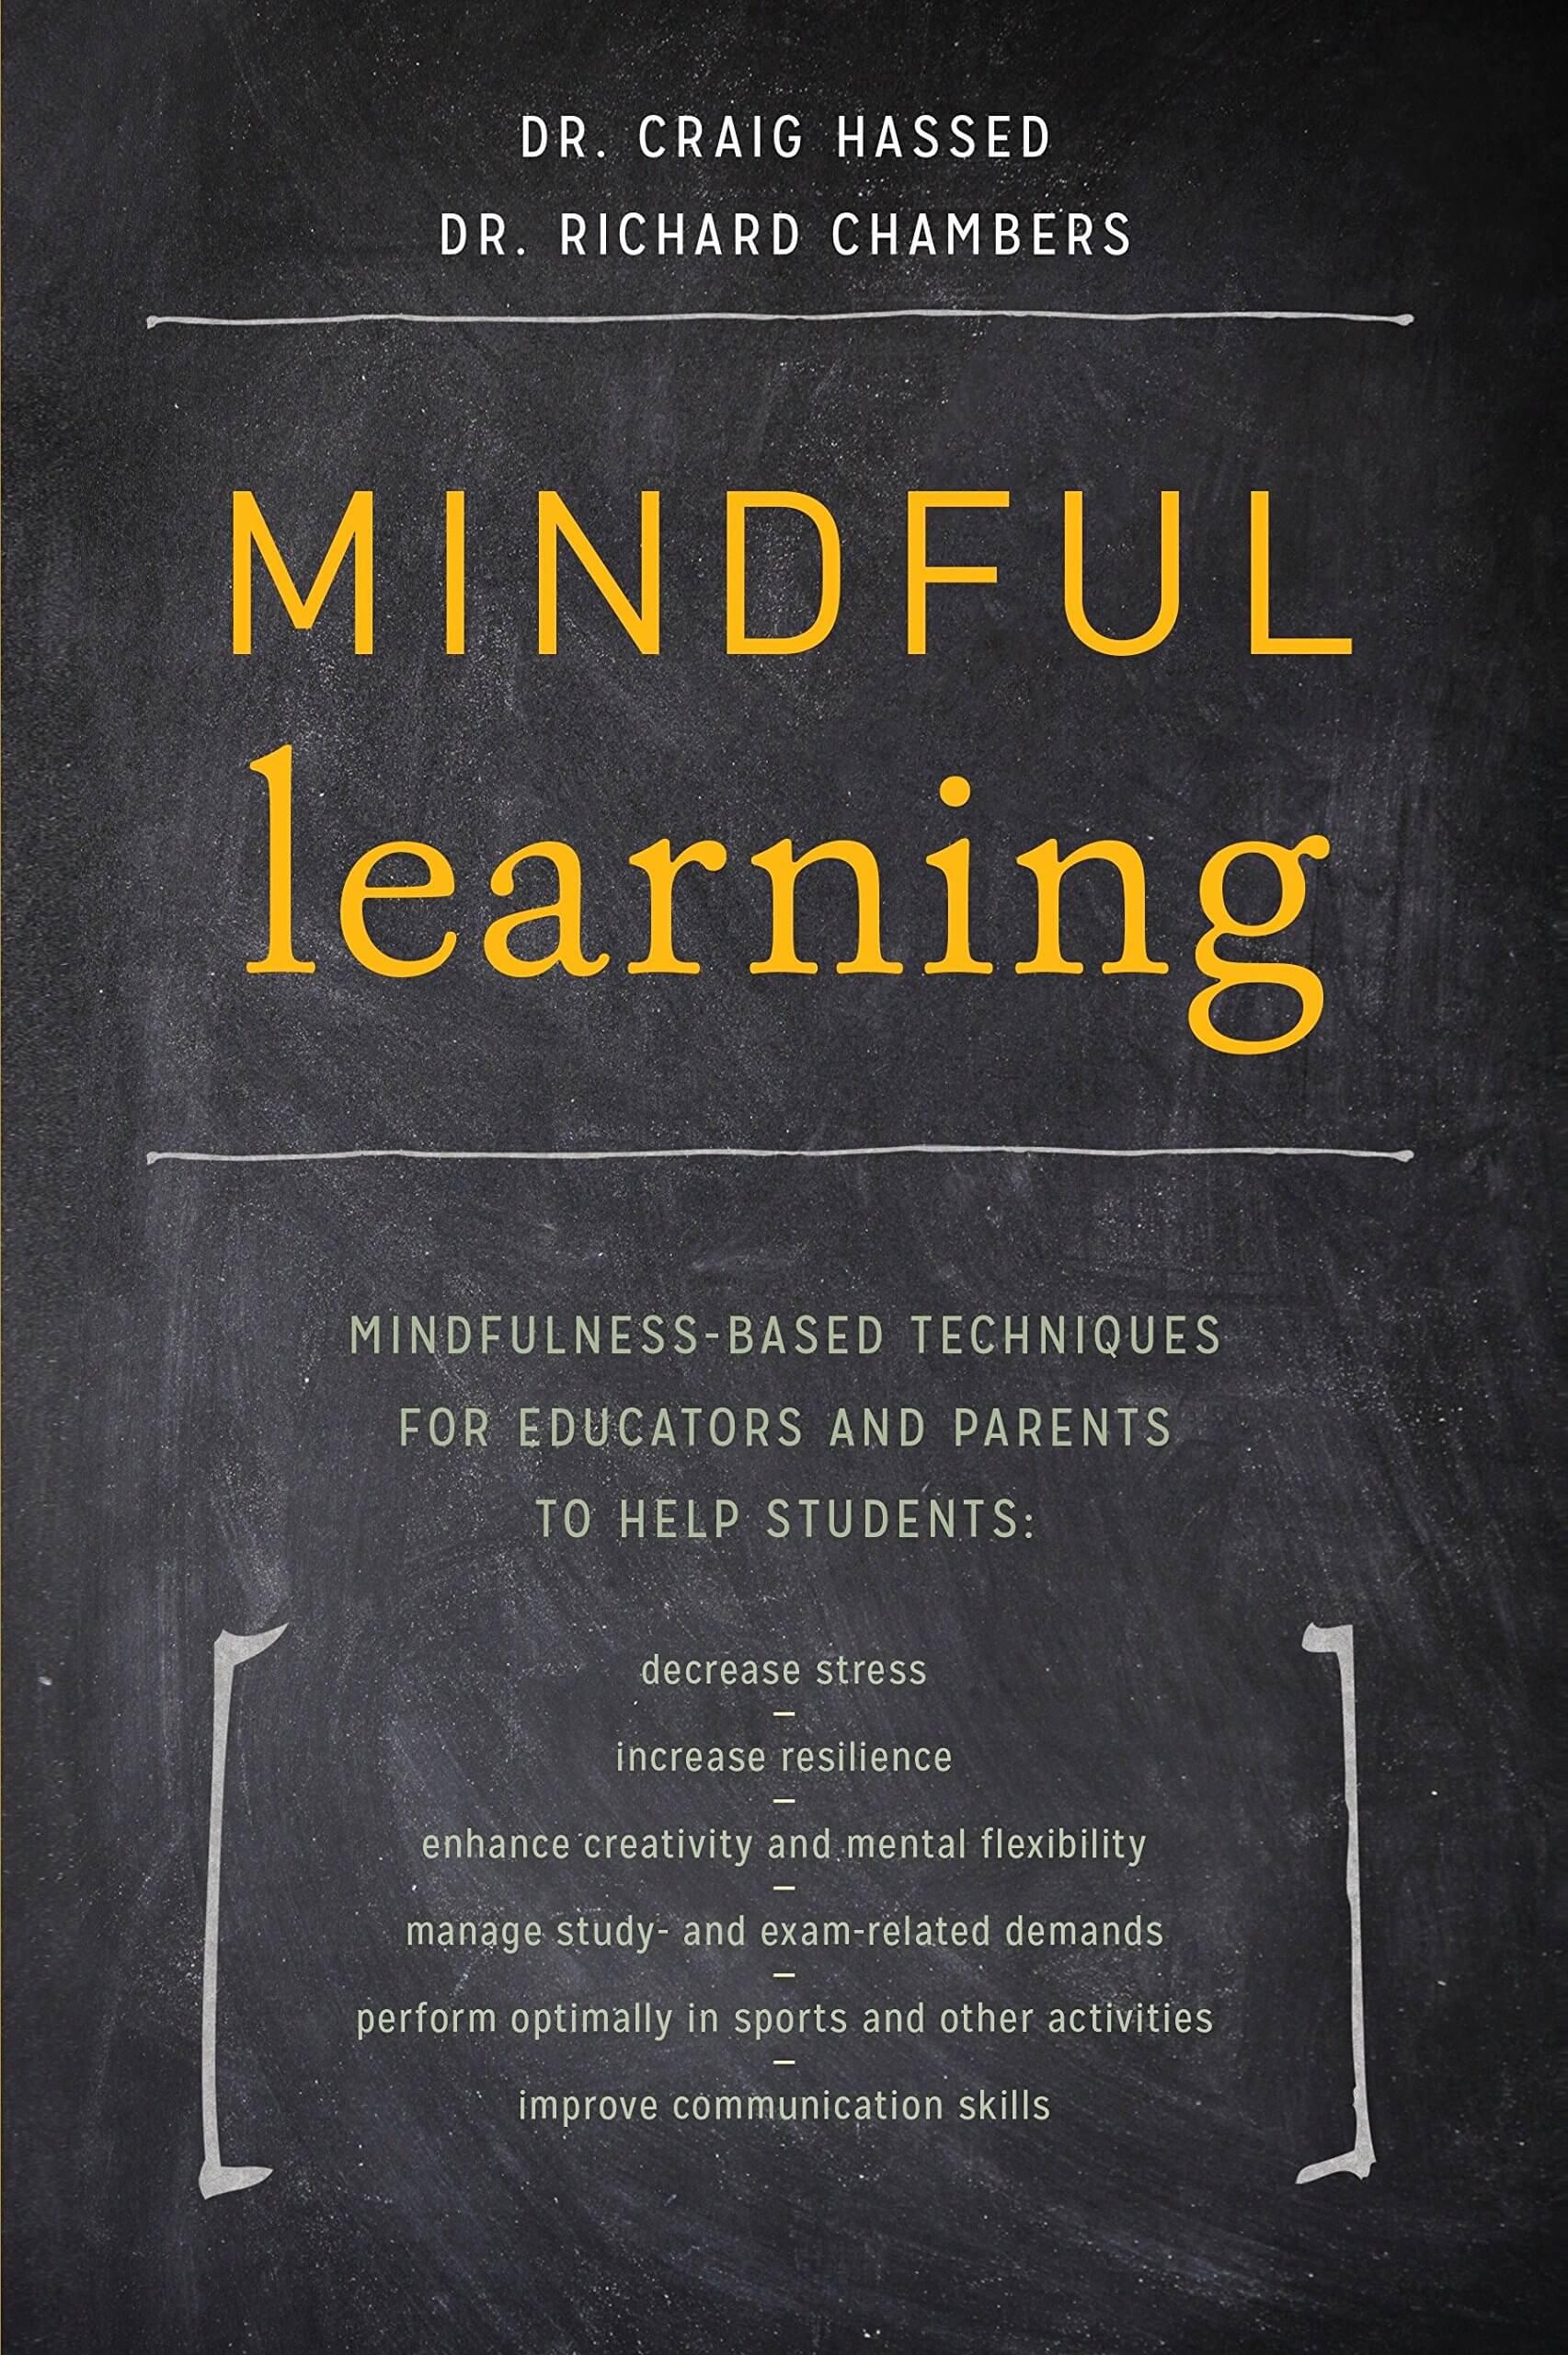 DR. CRAIG HASSED
DR. RICHARD CHAMBERS
MINDFUL
learning
MINDFULNESS-BASED TECHNIQUES
FOR EDUCATORS AND PARENTS
TO HELP STUDENTS:
decrease stress
–
increase resilience
–
enhance creativity and mental flexibility
–
manage study- and exam-related demands
–
perform optimally in sports and other activities
–
improve communication skills